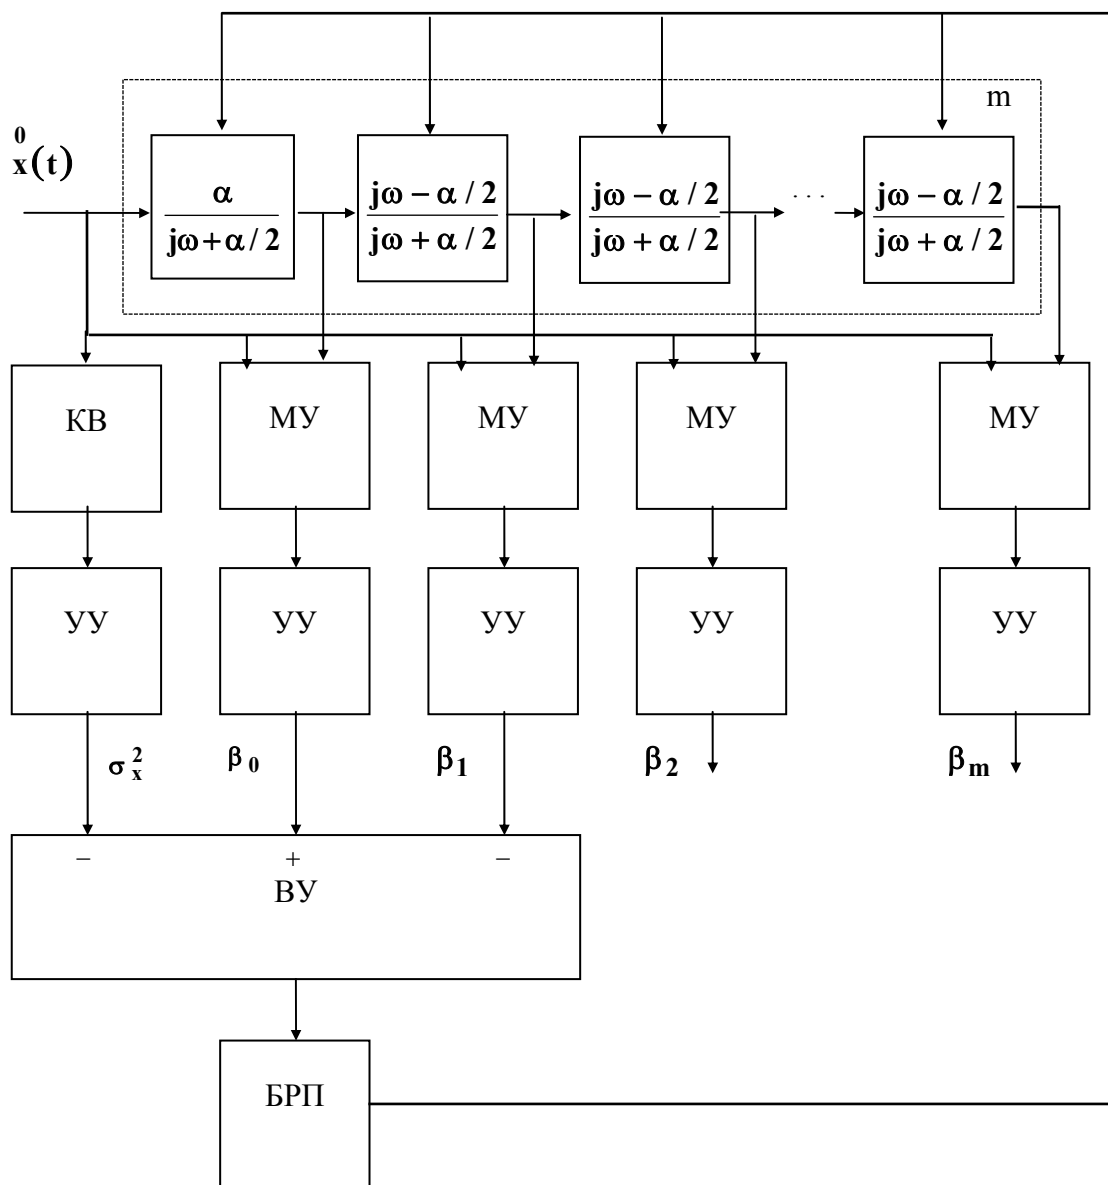 m
0
x(t)
α
jω + α / 2
jω − α / 2
jω + α / 2
jω − α / 2
jω + α / 2
. . .
jω − α / 2
jω + α / 2
КВ
МУ
МУ
МУ
МУ
УУ
УУ
УУ
УУ
УУ
σ²ₓ
β₀
β₁
β₂
βₘ
− + −
ВУ
БРП